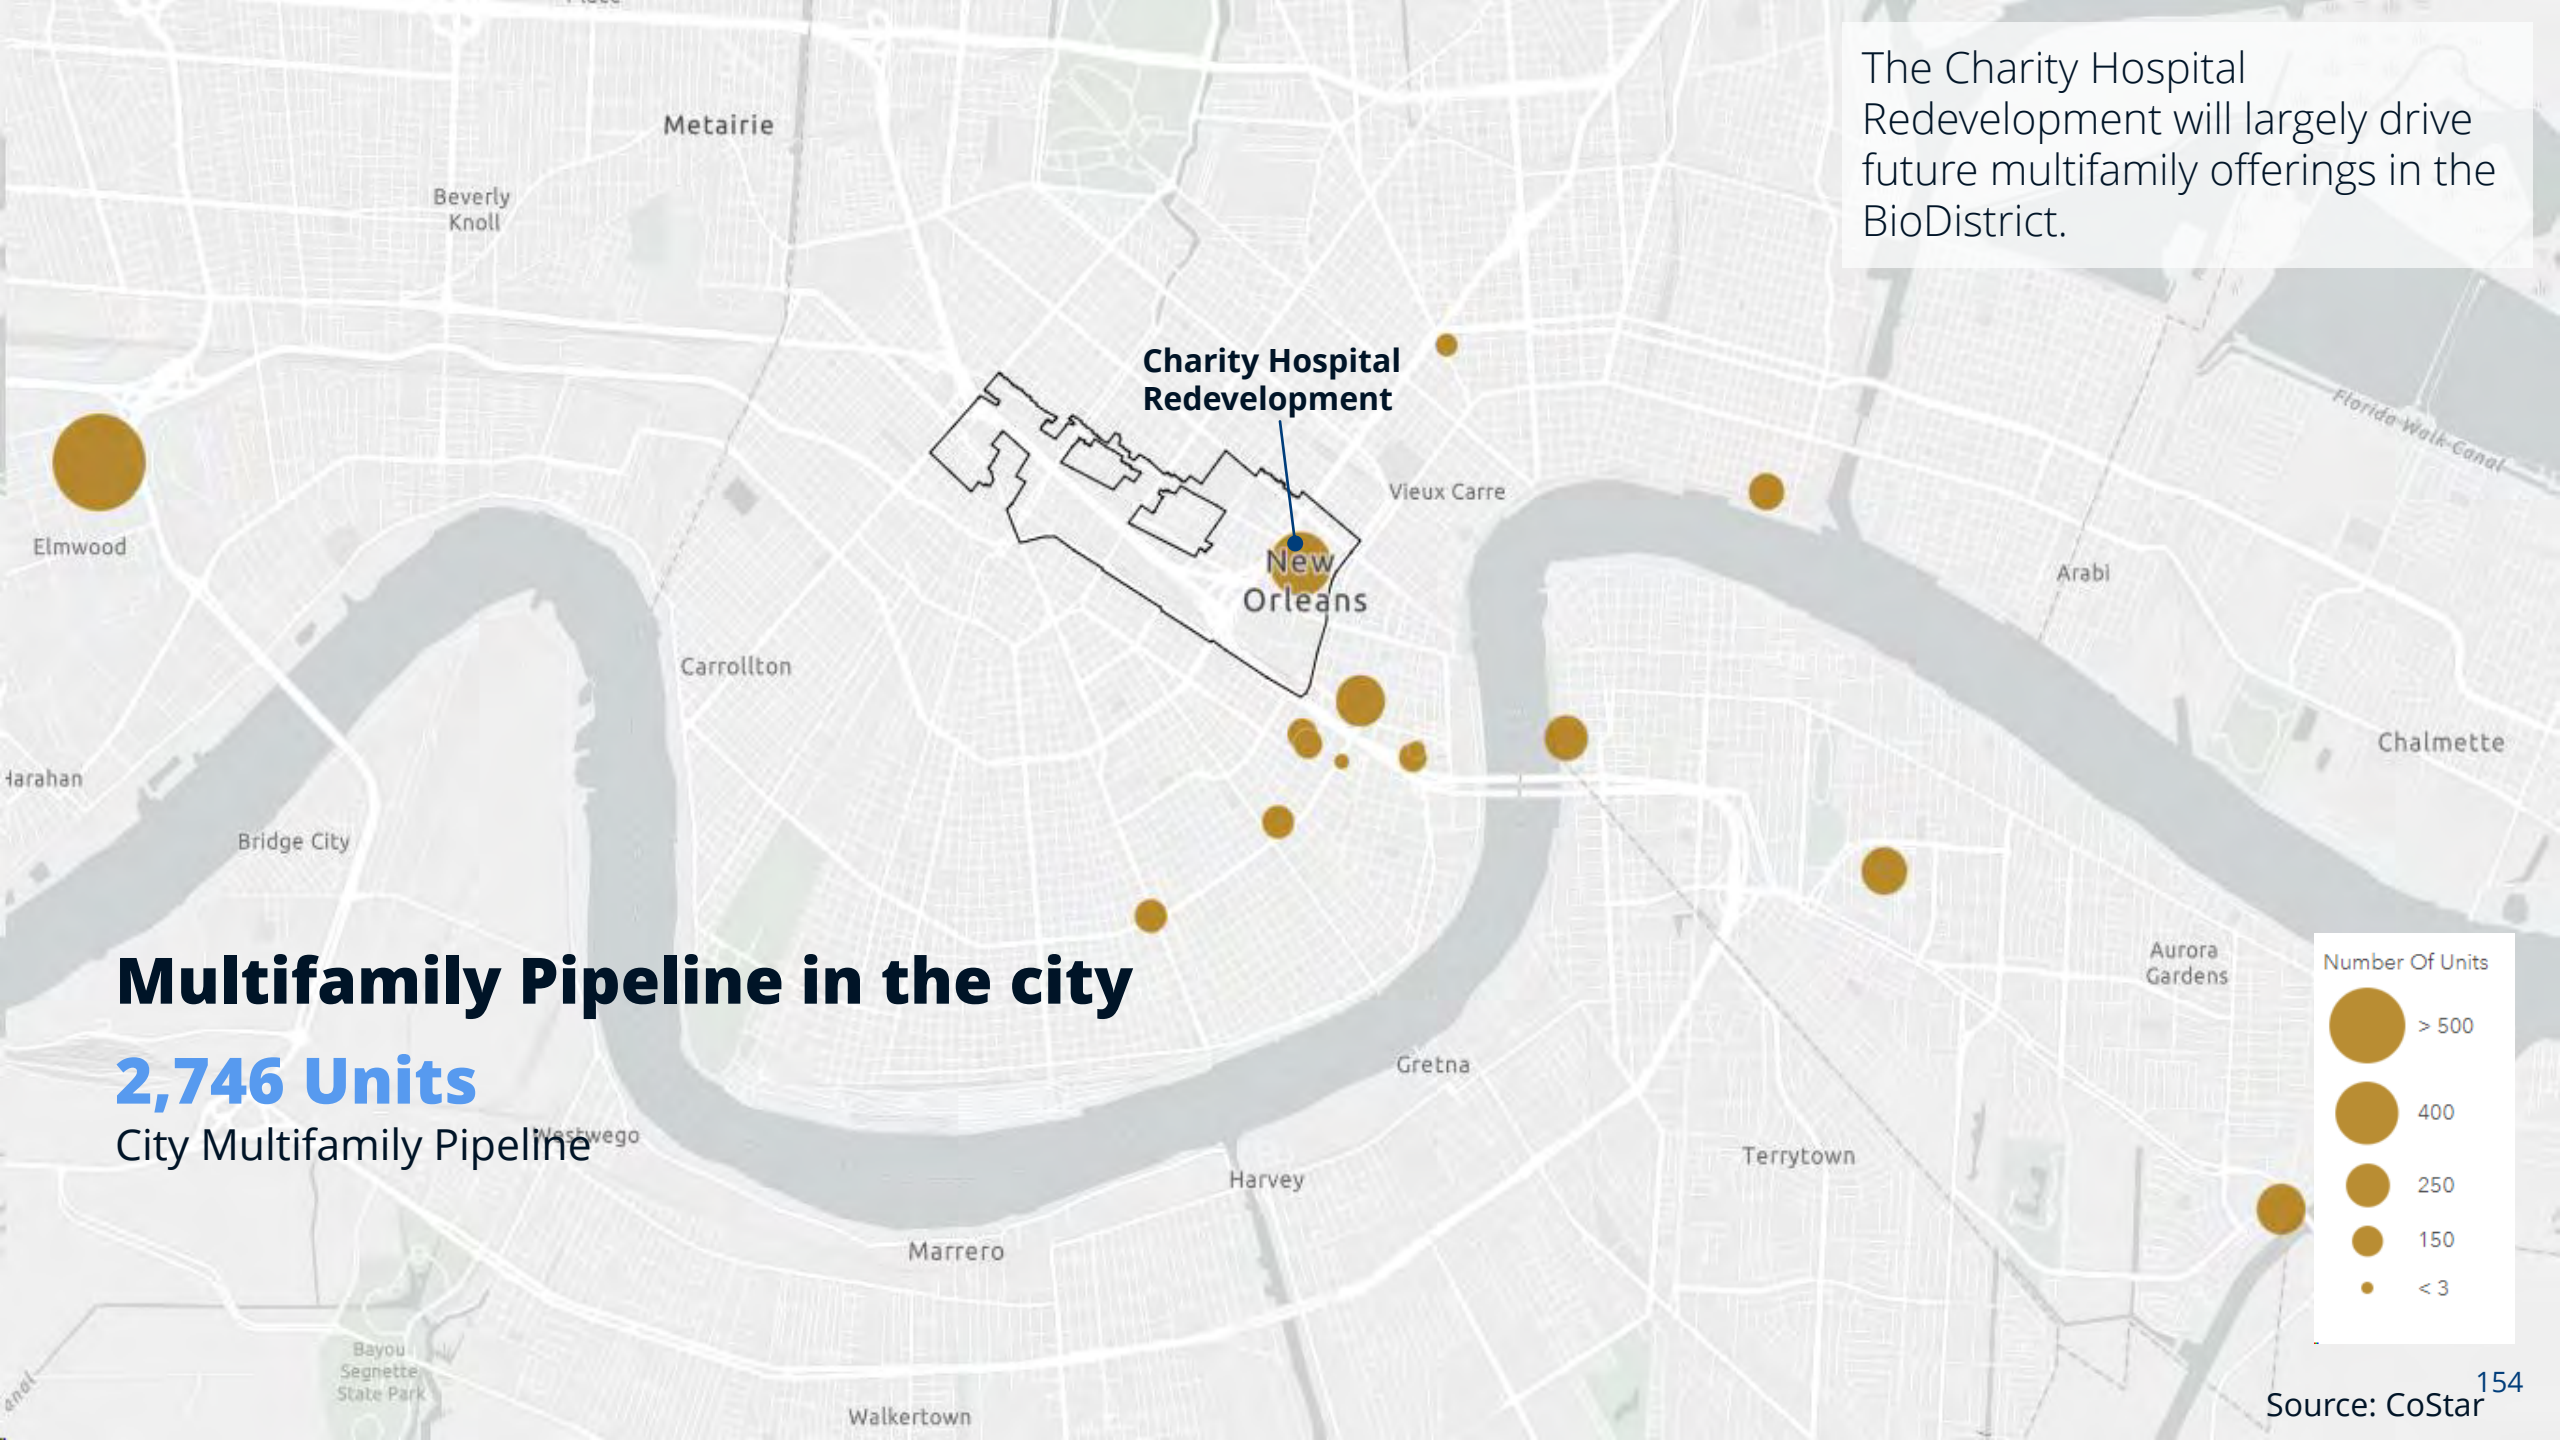 The Charity Hospital
Redevelopment will largely drive
future multifamily offerings in the
BioDistrict.
Metairie
Beverly
Knoll
Charity Hospital
Redevelopment
Florida Walk Canal
Vieux Carre
Elmwood
New
Orleans
Arabi
Carrollton
Chalmette
Harahan
Bridge City
Multifamily Pipeline in the city
2,746 Units
City Multifamily Pipeline
Westwego
Aurora
Gardens
Gretna
Harvey
Terrytown
Marrero
Number Of Units
> 500
400
250
150
< 3
Bayou
Segnette
State Park
Walkertown
154
Source: CoStar